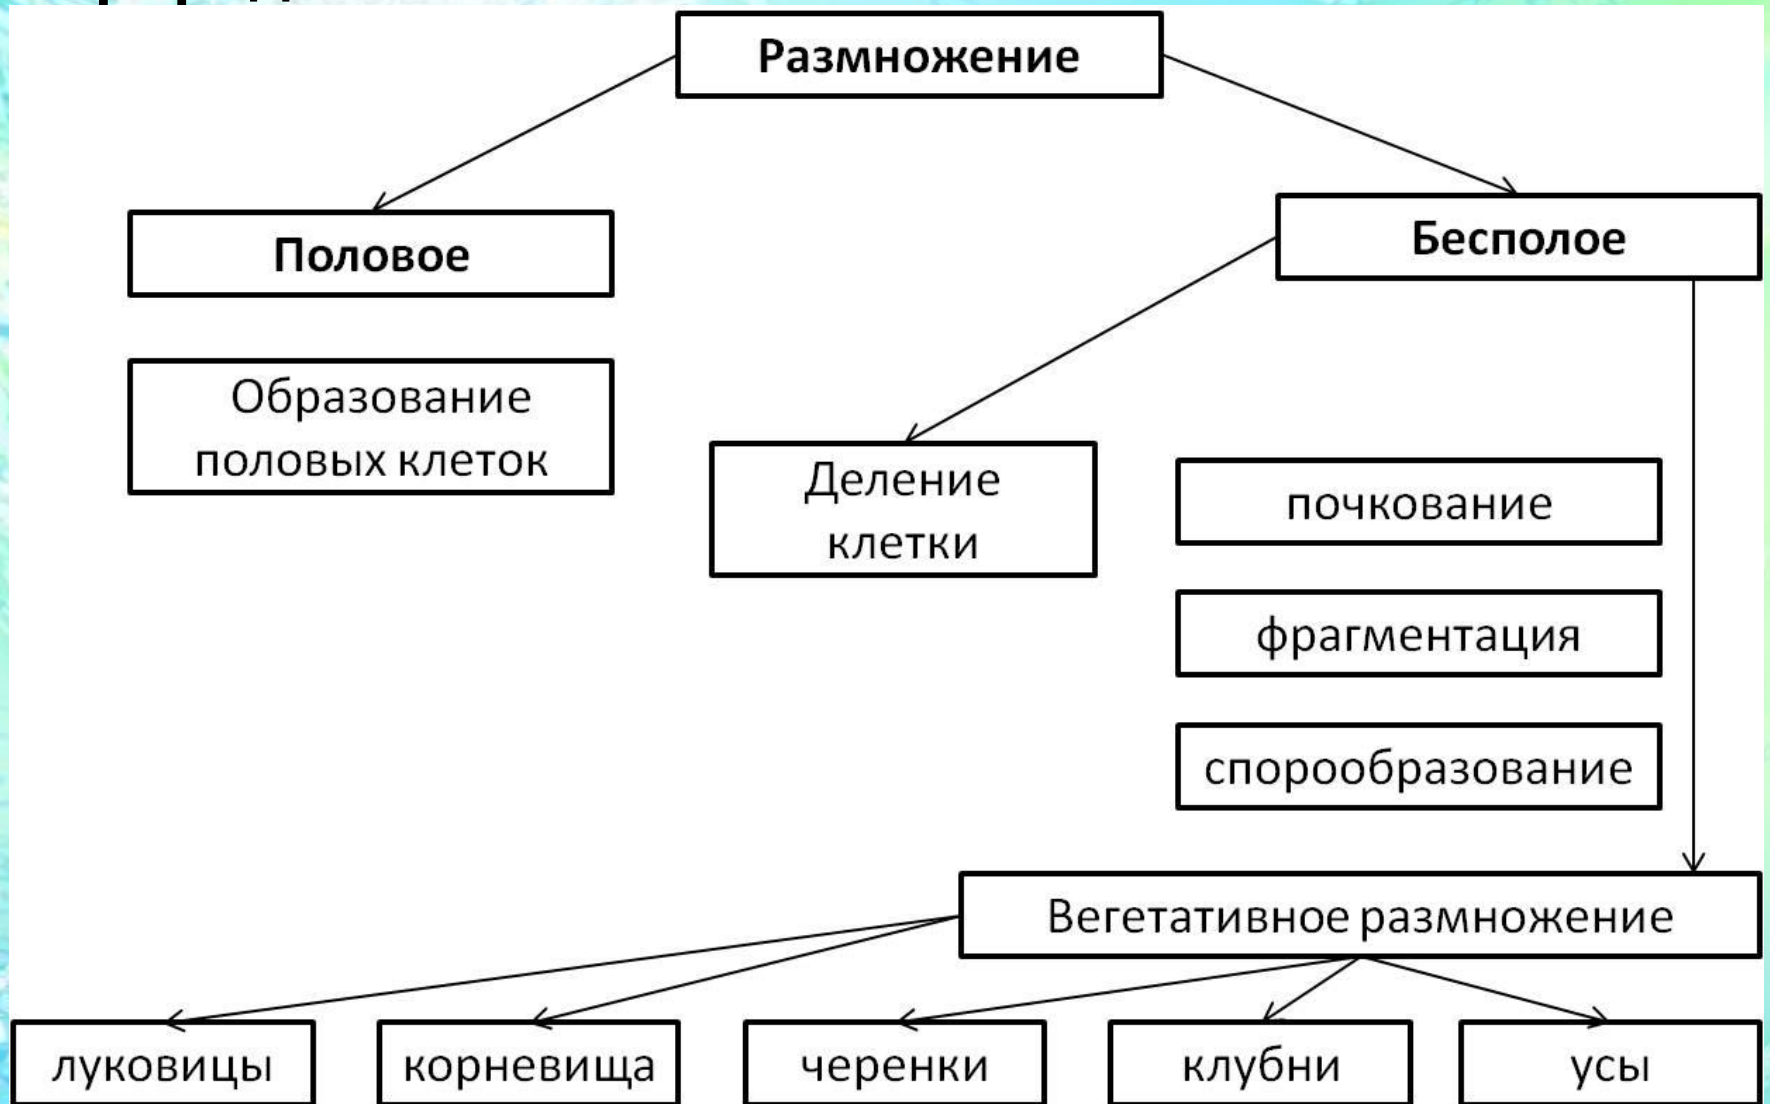 Размножение
Половое
Бесполое
Образование
половых клеток
Деление
клетки
почкование
фрагментация
спорообразование
Вегетативное размножение
луковицы
корневища
черенки
клубни
усы